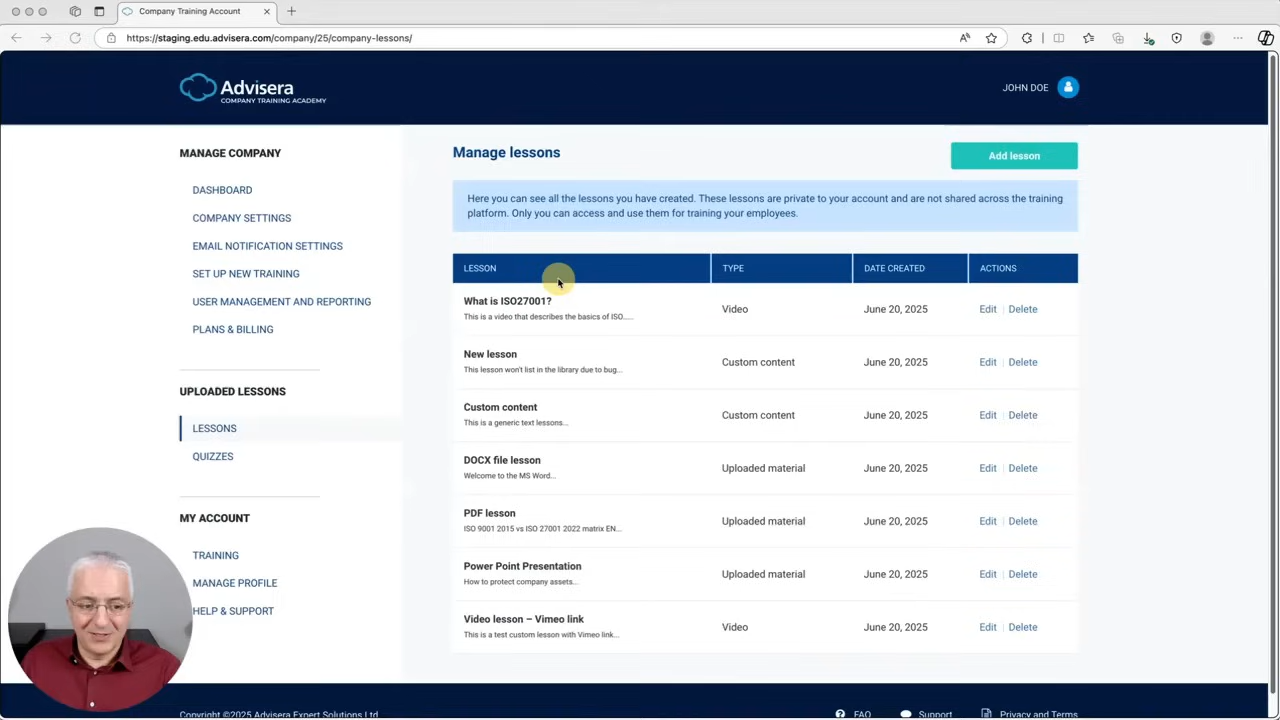 Company Training Account
https://staging.edu.advisera.com/company/25/company-lessons/
Advisera
COMPANY TRAINING ACADEMY
JOHN DOE
MANAGE COMPANY
DASHBOARD
COMPANY SETTINGS
EMAIL NOTIFICATION SETTINGS
SET UP NEW TRAINING
USER MANAGEMENT AND REPORTING
PLANS & BILLING
UPLOADED LESSONS
LESSONS
QUIZZES
MY ACCOUNT
TRAINING
MANAGE PROFILE
HELP & SUPPORT
Manage lessons
Add lesson
Here you can see all the lessons you have created. These lessons are private to your account and are not shared across the training
platform. Only you can access and use them for training your employees.
LESSON TYPE DATE CREATED ACTIONS
What is ISO27001?
This is a video that describes the basics of ISO......
Video June 20, 2025 Edit | Delete
New lesson
This lesson won't list in the library due to bug...
Custom content June 20, 2025 Edit | Delete
Custom content
This is a generic text lessons...
Custom content June 20, 2025 Edit | Delete
DOCX file lesson
Welcome to the MS Word...
Uploaded material June 20, 2025 Edit | Delete
PDF lesson
ISO 9001 2015 vs ISO 27001 2022 matrix EN...
Uploaded material June 20, 2025 Edit | Delete
Power Point Presentation
How to protect company assets...
Uploaded material June 20, 2025 Edit | Delete
Video lesson – Vimeo link
This is a test custom lesson with Vimeo link...
Video June 20, 2025 Edit | Delete
Copyright ©2025 Advisera Expert Solutions Ltd
FAQ
Support
Privacy and Terms